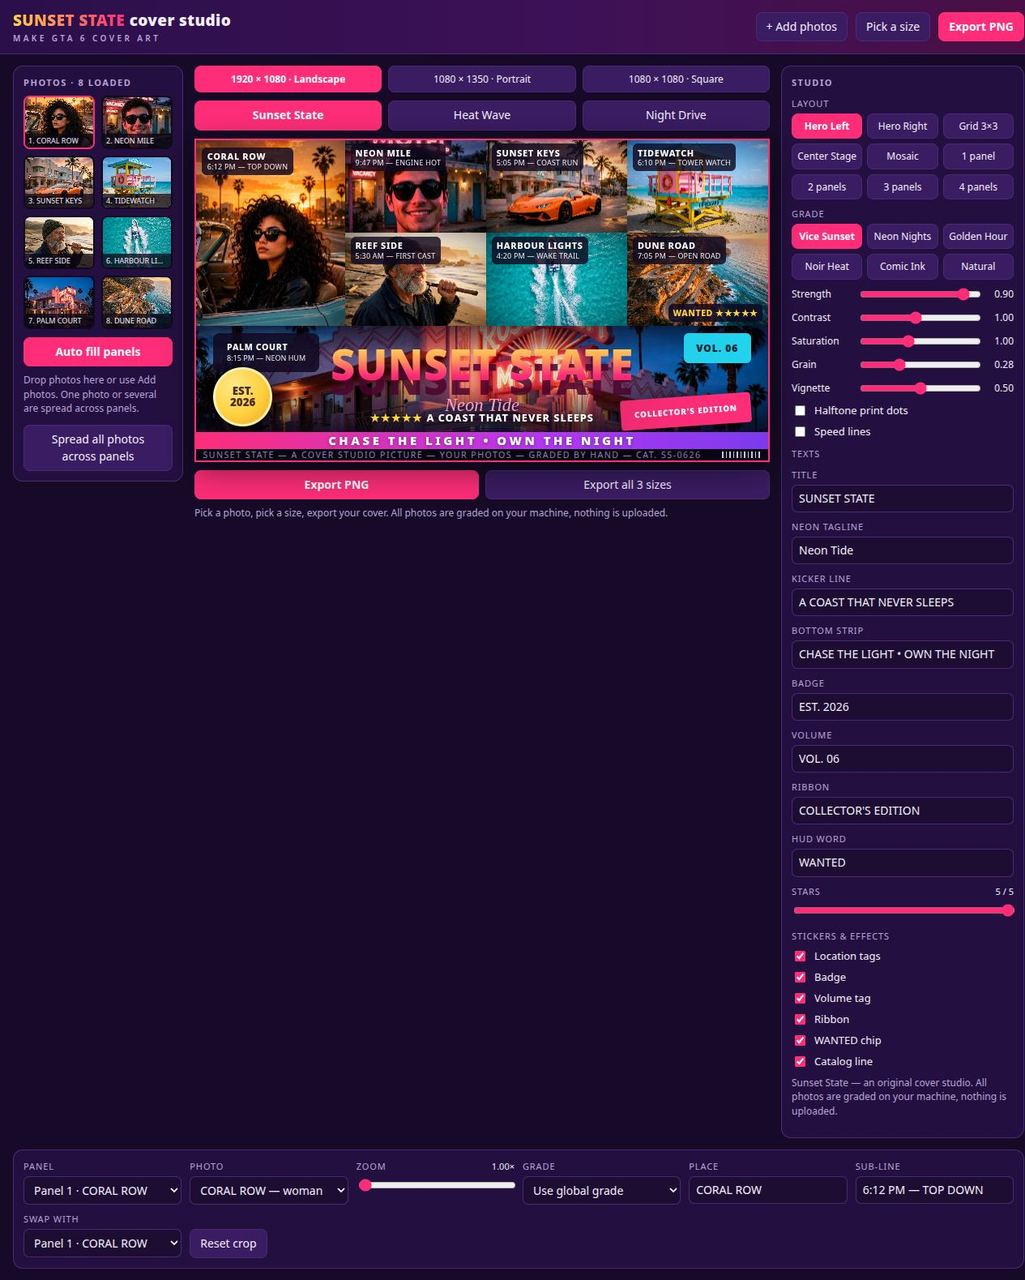 SUNSET STATE cover studio
MAKE GTA 6 COVER ART
+ Add photos
Pick a size
Export PNG
PHOTOS · 8 LOADED
1. CORAL ROW
2. NEON MILE
3. SUNSET KEYS
4. TIDEWATCH
5. REEF SIDE
6. HARBOUR LI...
7. PALM COURT
8. DUNE ROAD
Auto fill panels
Drop photos here or use Add
photos. One photo or several
are spread across panels.
Spread all photos
across panels
1920 × 1080 · Landscape
1080 × 1350 · Portrait
1080 × 1080 · Square
Sunset State
Heat Wave
Night Drive
CORAL ROW
6:12 PM — TOP DOWN
NEON MILE
9:47 PM — ENGINE HOT
SUNSET KEYS
5:05 PM — COAST RUN
TIDEWATCH
6:10 PM — TOWER WATCH
REEF SIDE
5:30 AM — FIRST CAST
HARBOUR LIGHTS
4:20 PM — WAKE TRAIL
DUNE ROAD
7:05 PM — OPEN ROAD
WANTED ★★★★★
PALM COURT
8:15 PM — NEON HUM
EST.
2026
SUNSET STATE
VOL. 06
Neon Tide
★★★★★ A COAST THAT NEVER SLEEPS
COLLECTOR'S EDITION
CHASE THE LIGHT • OWN THE NIGHT
SUNSET STATE — A COVER STUDIO PICTURE — YOUR PHOTOS — GRADED BY HAND — CAT. SS-0626
Export PNG
Export all 3 sizes
Pick a photo, pick a size, export your cover. All photos are graded on your machine, nothing is uploaded.
STUDIO
LAYOUT
Hero Left
Hero Right
Grid 3×3
Center Stage
Mosaic
1 panel
2 panels
3 panels
4 panels
GRADE
Vice Sunset
Neon Nights
Golden Hour
Noir Heat
Comic Ink
Natural
Strength 0.90
Contrast 1.00
Saturation 1.00
Grain 0.28
Vignette 0.50
Halftone print dots
Speed lines
TEXTS
TITLE
SUNSET STATE
NEON TAGLINE
Neon Tide
KICKER LINE
A COAST THAT NEVER SLEEPS
BOTTOM STRIP
CHASE THE LIGHT • OWN THE NIGHT
BADGE
EST. 2026
VOLUME
VOL. 06
RIBBON
COLLECTOR'S EDITION
HUD WORD
WANTED
STARS 5 / 5
STICKERS & EFFECTS
Location tags
Badge
Volume tag
Ribbon
WANTED chip
Catalog line
Sunset State — an original cover studio. All
photos are graded on your machine, nothing is
uploaded.
PANEL
Panel 1 · CORAL ROW
PHOTO
CORAL ROW — woman
ZOOM 1.00×
GRADE
Use global grade
PLACE
CORAL ROW
SUB-LINE
6:12 PM — TOP DOWN
SWAP WITH
Panel 1 · CORAL ROW
Reset crop